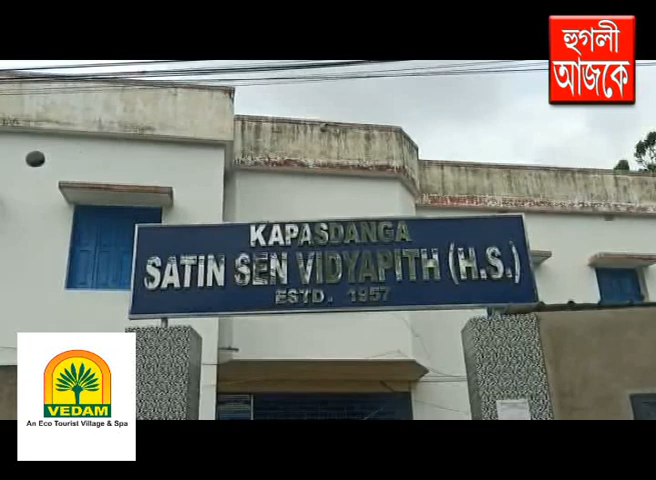 হুগলী
আজকে
KAPASDANGA
SATIN SEN VIDYAPITH (H.S.)
ESTD. 1957
VEDAM
An Eco Tourist Village & Spa